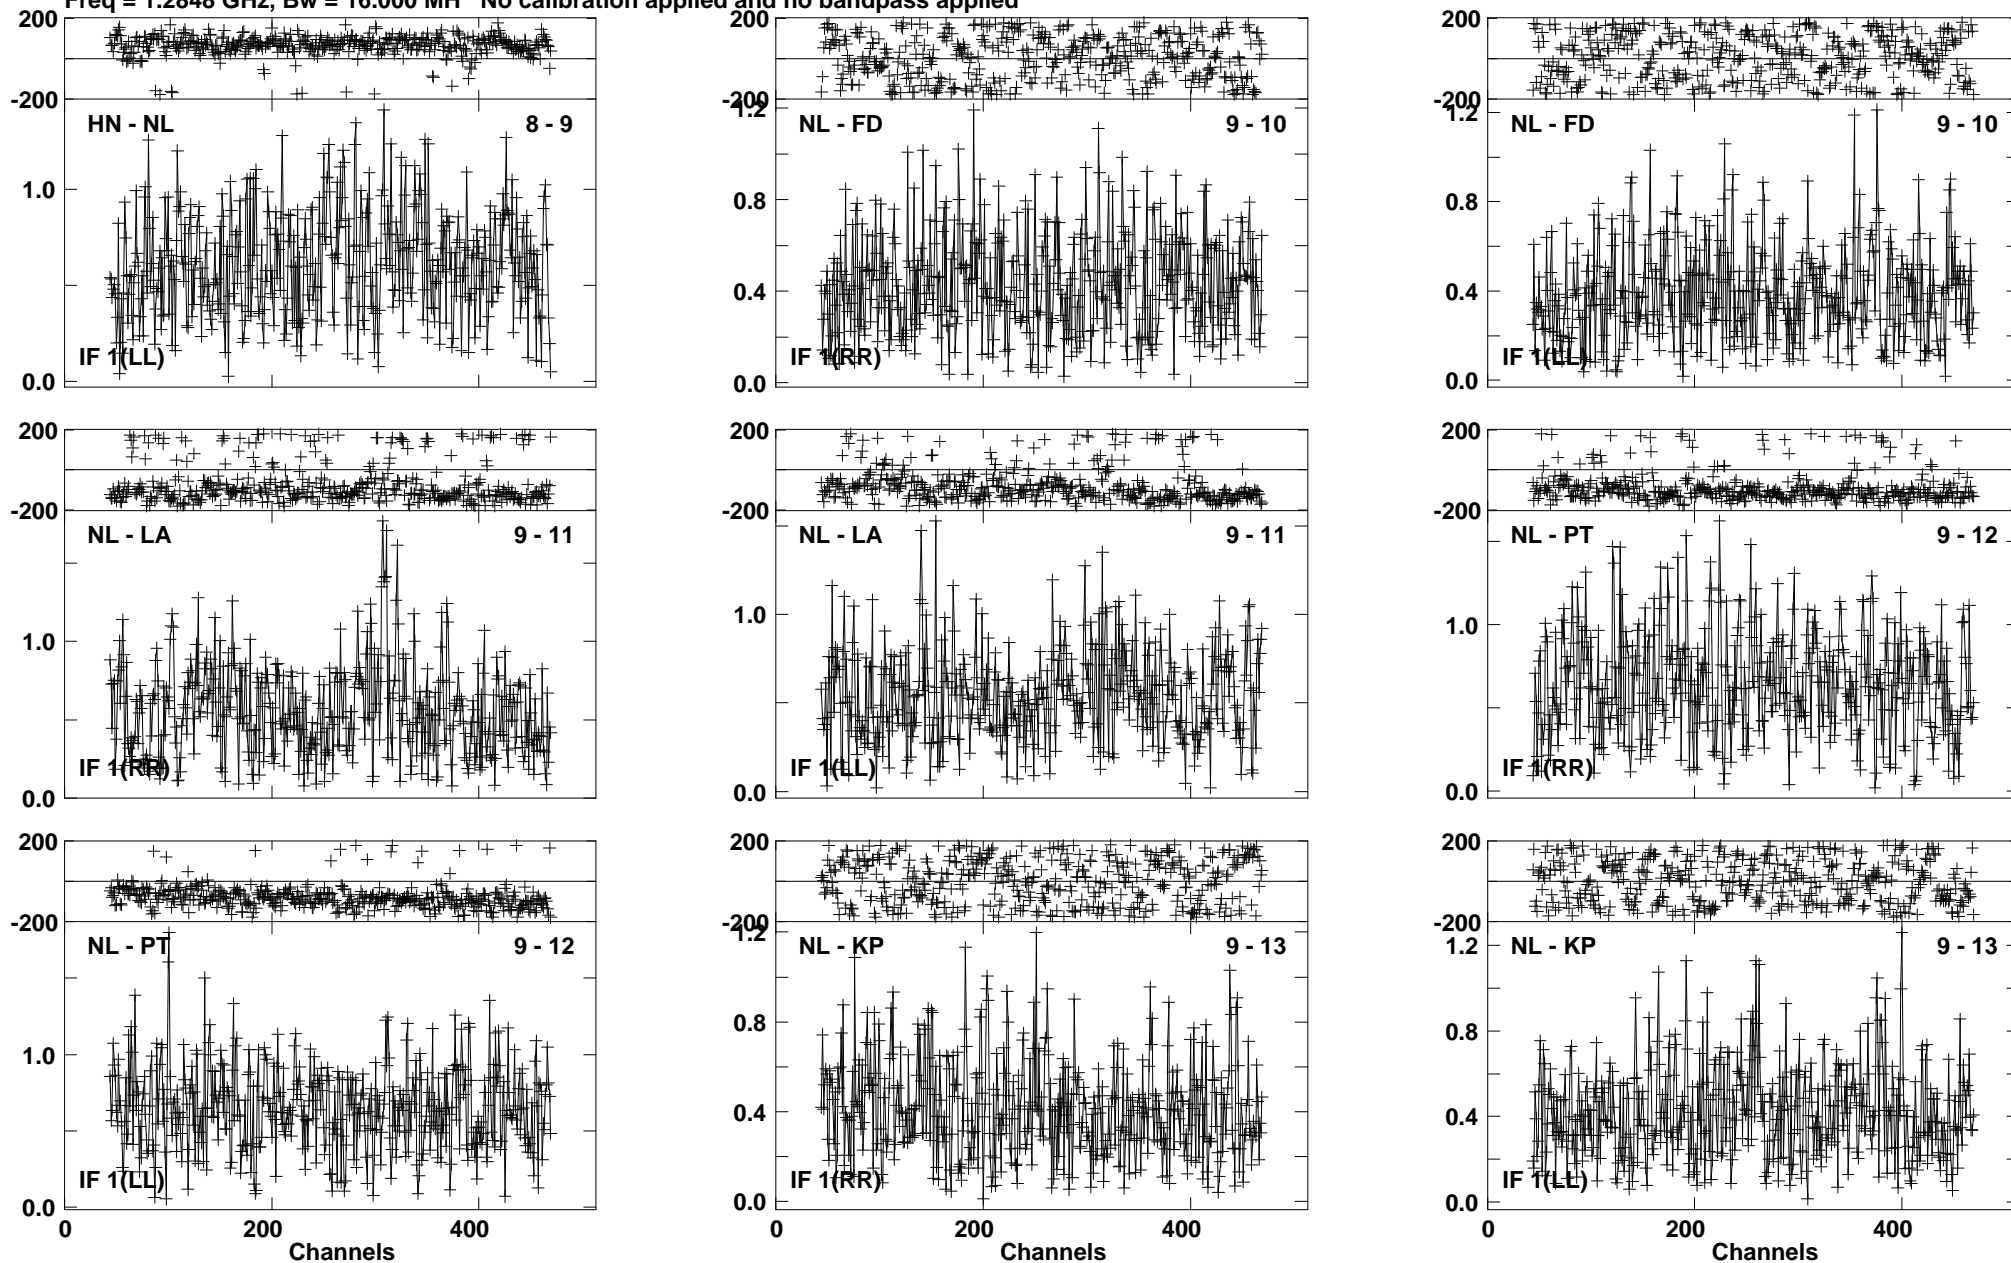 Freq = 1.2848 GHz, Bw = 16.000 MH No calibration applied and no bandpass applied
200
-200
HN - NL 8 - 9
1.0
IF 1(LL)
0.0
200
-200
1.2
NL - FD 9 - 10
0.8
0.4
IF 1(RR)
0.0
200
-200
1.2
NL - FD 9 - 10
0.8
0.4
IF 1(LL)
0.0
200
-200
NL - LA 9 - 11
1.0
IF 1(RR)
0.0
200
-200
NL - LA 9 - 11
1.0
IF 1(LL)
0.0
200
-200
NL - PT 9 - 12
1.0
IF 1(RR)
0.0
200
-200
NL - PT 9 - 12
1.0
IF 1(LL)
0.0
0 200 400
Channels
200
-200
1.2
NL - KP 9 - 13
0.8
0.4
IF 1(RR)
0.0
0 200 400
Channels
200
-200
1.2
NL - KP 9 - 13
0.8
0.4
IF 1(LL)
0.0
0 200 400
Channels